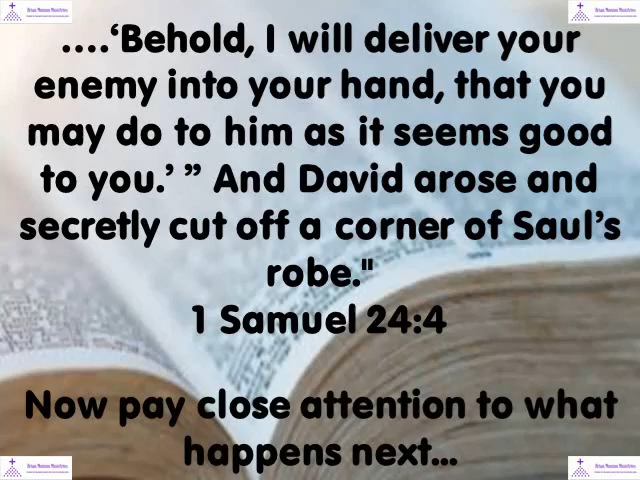 ....‘Behold, I will deliver your
enemy into your hand, that you
may do to him as it seems good
to you.’ ” And David arose and
secretly cut off a corner of Saul’s
robe."
1 Samuel 24:4
Now pay close attention to what
happens next...